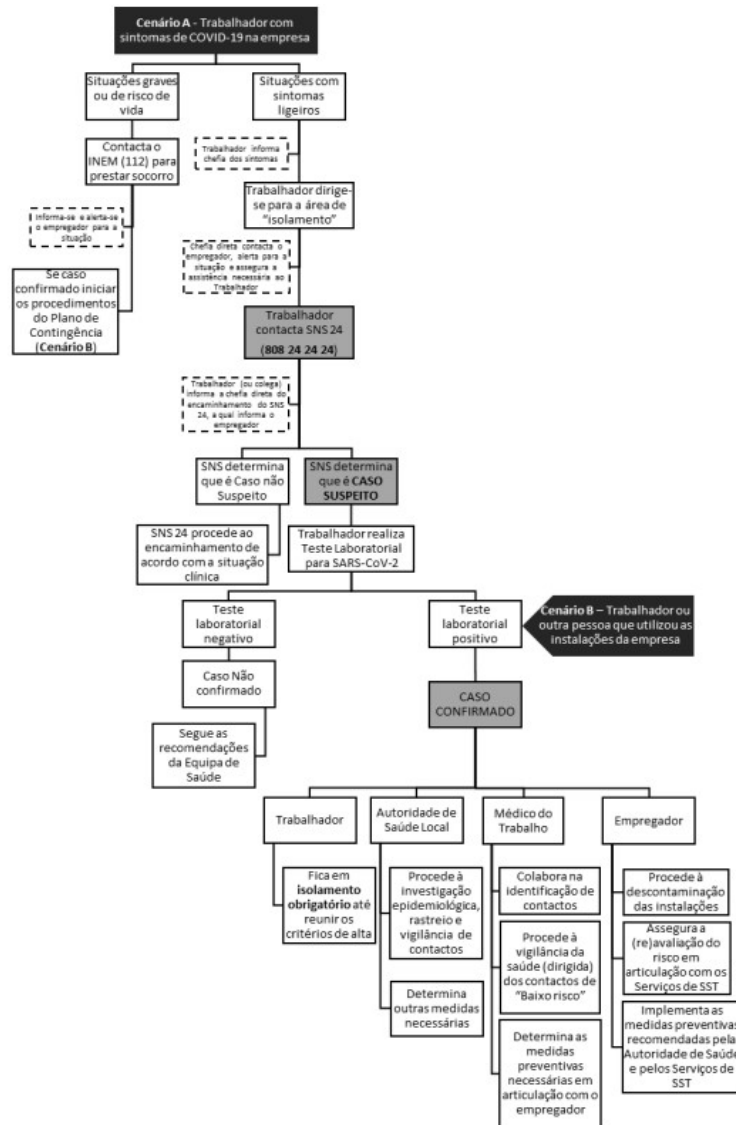 Cenário A - Trabalhador com
sintomas de COVID-19 na empresa
Situações graves
ou de risco de
vida
Situações com
sintomas
ligeiros
Contacta o
INEM (112) para
prestar socorro
Trabalhador informa
chefia dos sintomas
Trabalhador dirige-
se para a área de
"isolamento"
Informa-se e alerta-se
o empregador para a
situação
Chefia direta contacta o
empregador, alerta para a
situação e assegura a
assistência necessária ao
Trabalhador
Se caso
confirmado iniciar
os procedimentos
do Plano de
Contingência
(Cenário B)
Trabalhador
contacta SNS 24
(808 24 24 24)
Trabalhador (ou colega)
informa a chefia direta do
encaminhamento do SNS
24, a qual informa o
empregador
SNS determina
que é Caso não
Suspeito
SNS determina
que é CASO
SUSPEITO
SNS 24 procede ao
encaminhamento de
acordo com a situação
clínica
Trabalhador realiza
Teste Laboratorial
para SARS-CoV-2
Teste
laboratorial
negativo
Teste
laboratorial
positivo
Cenário B – Trabalhador ou
outra pessoa que utilizou as
instalações da empresa
Caso Não
confirmado
CASO
CONFIRMADO
Segue as
recomendações
da Equipa de
Saúde
Trabalhador
Autoridade de
Saúde Local
Médico do
Trabalho
Empregador
Fica em
isolamento
obrigatório até
reunir os
critérios de alta
Procede à
investigação
epidemiológica,
rastreio e
vigilância de
contactos
Determina
outras medidas
necessárias
Colabora na
identificação de
contactos
Procede à
vigilância da
saúde (dirigida)
dos contactos de
"Baixo risco"
Determina as
medidas
preventivas
necessárias em
articulação com o
empregador
Procede à
descontaminação
das instalações
Assegura a
(re)avaliação do
risco em
articulação com os
Serviços de SST
Implementa as
medidas preventivas
recomendadas pela
Autoridade de Saúde
e pelos Serviços de
SST